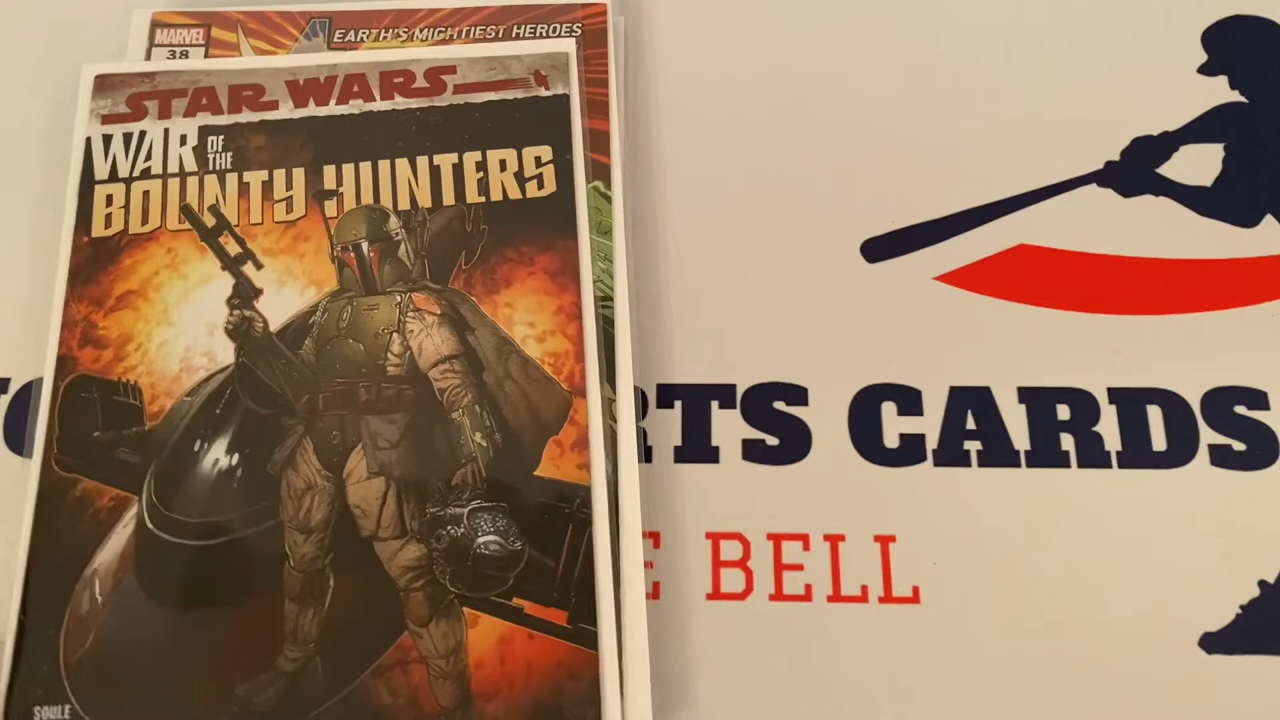 MARVEL
38
EARTH'S MIGHTIEST HEROES
STAR WARS
WAR OF THE
BOUNTY HUNTERS
SOULE
RTS CARDS
E BELL